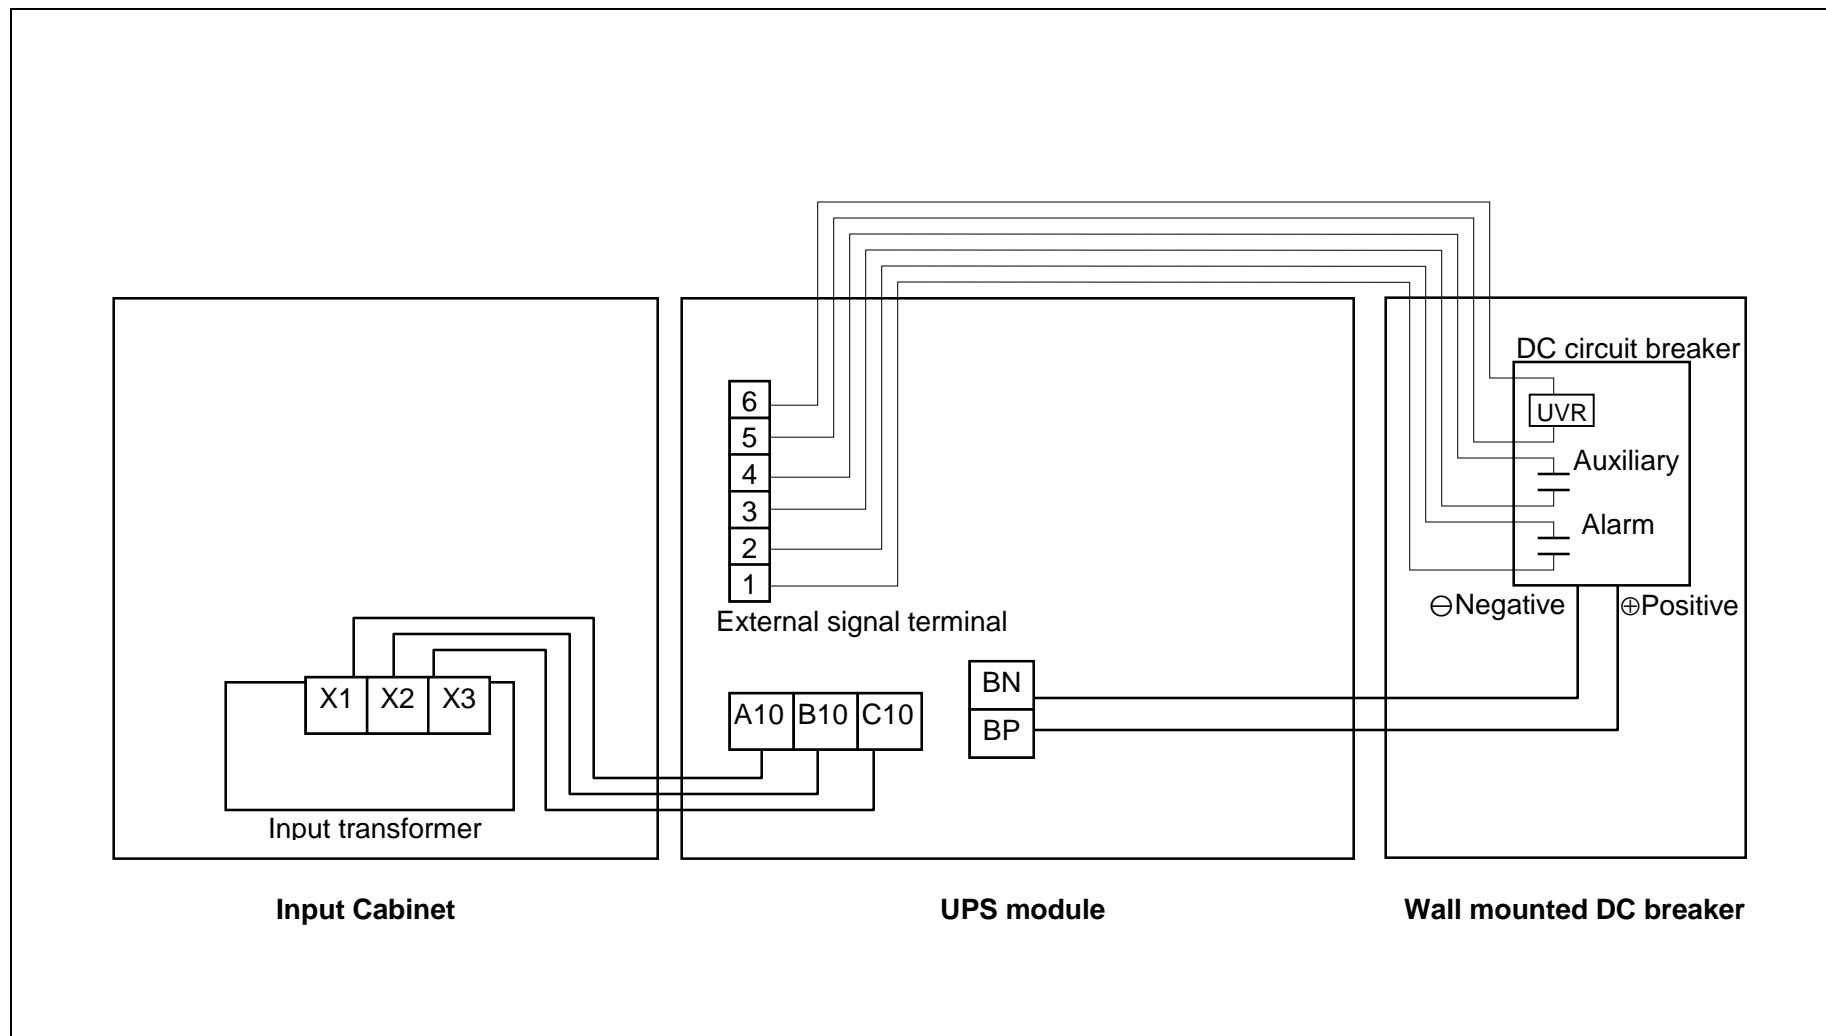 DC circuit breaker
UVR
Auxiliary
Alarm
⊖Negative
⊕Positive
6
5
4
3
2
1
External signal terminal
BN
BP
A10 B10 C10
X1 X2 X3
Input transformer
Input Cabinet
UPS module
Wall mounted DC breaker